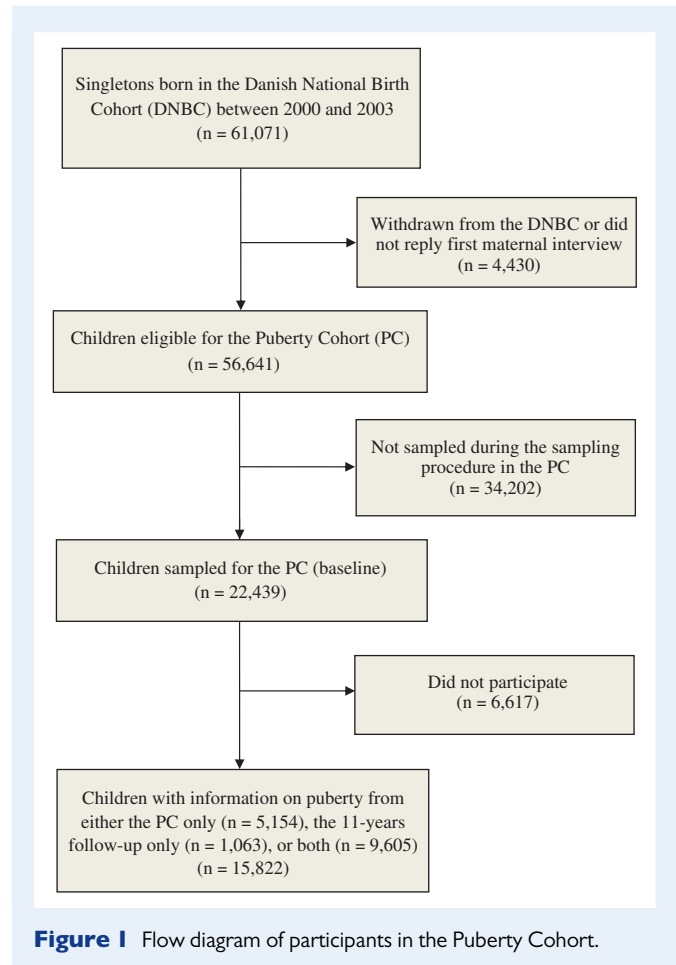 Singletons born in the Danish National Birth
Cohort (DNBC) between 2000 and 2003
(n = 61,071)
Withdrawn from the DNBC or did
not reply first maternal interview
(n = 4,430)
Children eligible for the Puberty Cohort (PC)
(n = 56,641)
Not sampled during the sampling
procedure in the PC
(n = 34,202)
Children sampled for the PC (baseline)
(n = 22,439)
Did not participate
(n = 6,617)
Children with information on puberty from
either the PC only (n = 5,154), the 11-years
follow-up only (n = 1,063), or both (n = 9,605)
(n = 15,822)
Figure 1 Flow diagram of participants in the Puberty Cohort.